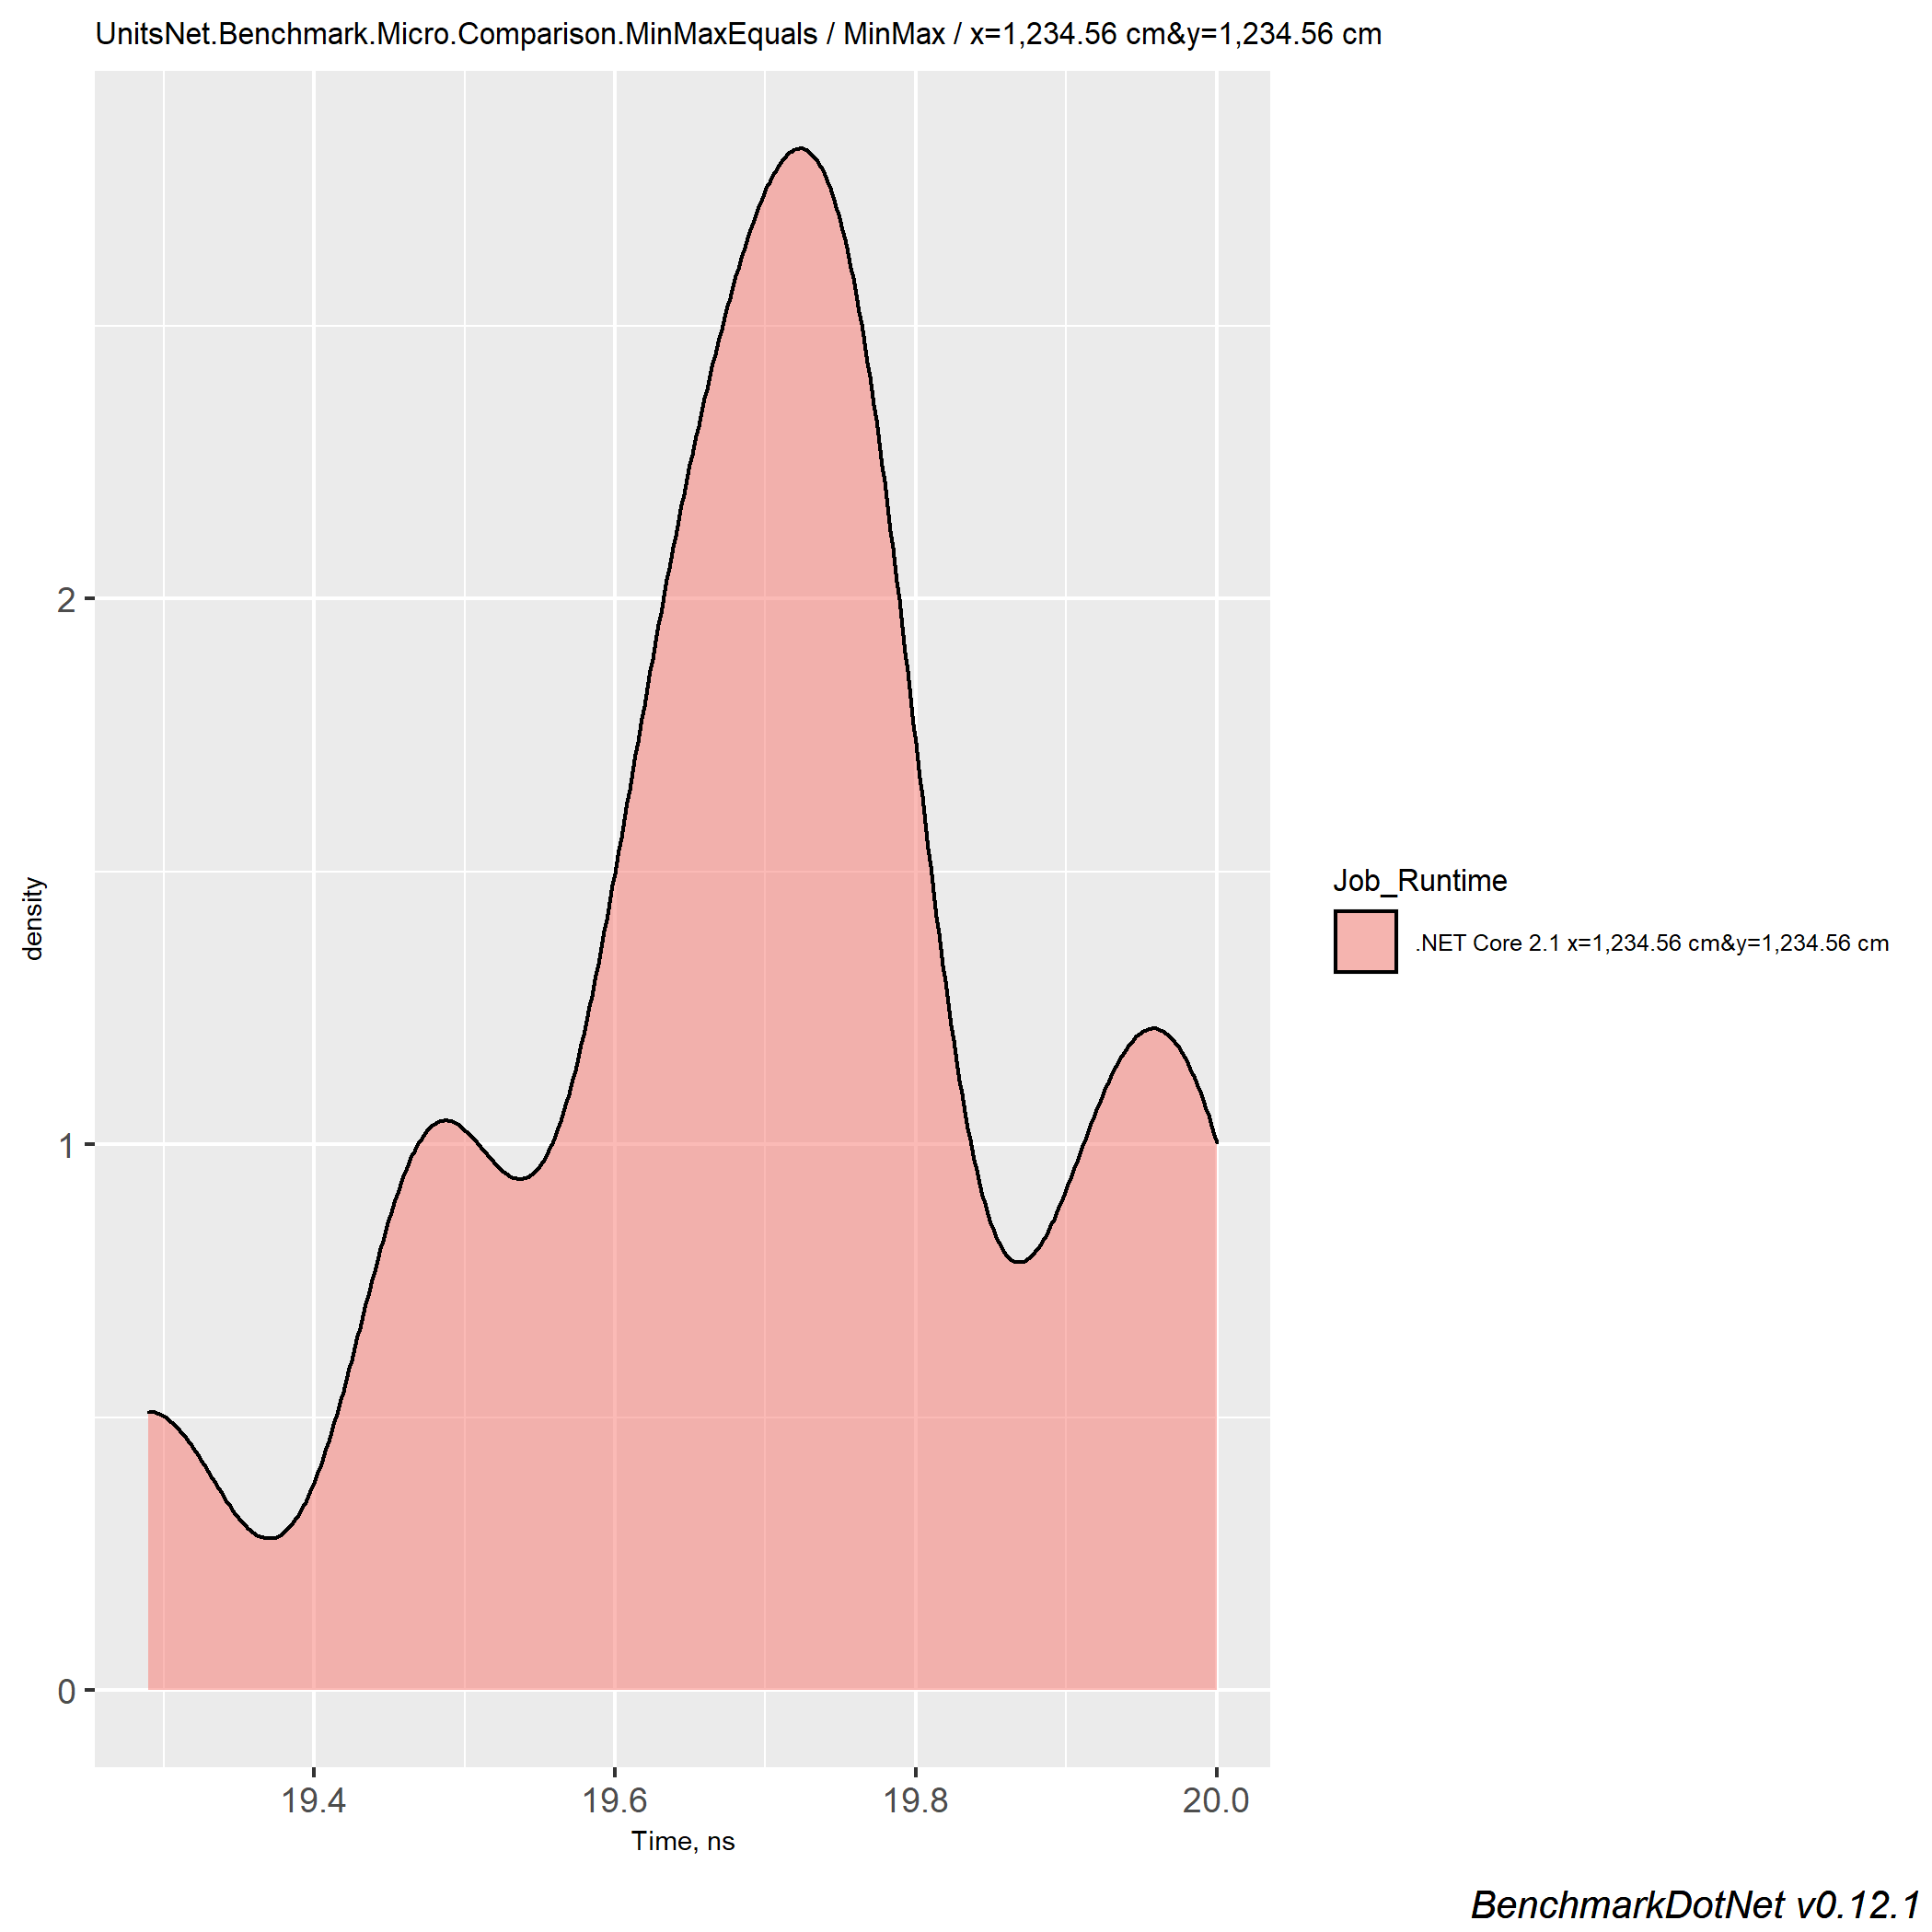 UnitsNet.Benchmark.Micro.Comparison.MinMaxEquals / MinMax / x=1,234.56 cm&y=1,234.56 cm
density
2
1
0
19.4 19.6 19.8 20.0
Time, ns
Job_Runtime
.NET Core 2.1 x=1,234.56 cm&y=1,234.56 cm
BenchmarkDotNet v0.12.1